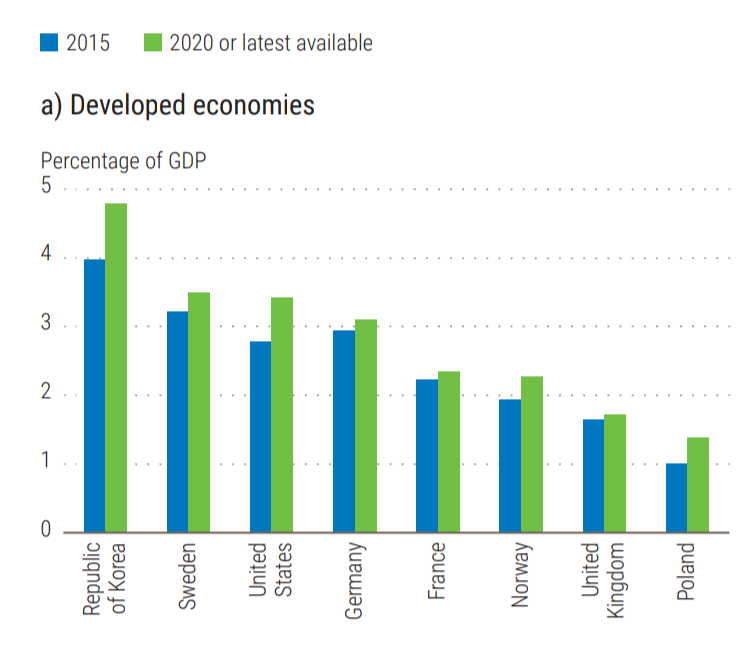 2015 2020 or latest available
a) Developed economies
Percentage of GDP
5
4
3
2
1
0
Republic
of Korea
Sweden
United
States
Germany
France
Norway
United
Kingdom
Poland